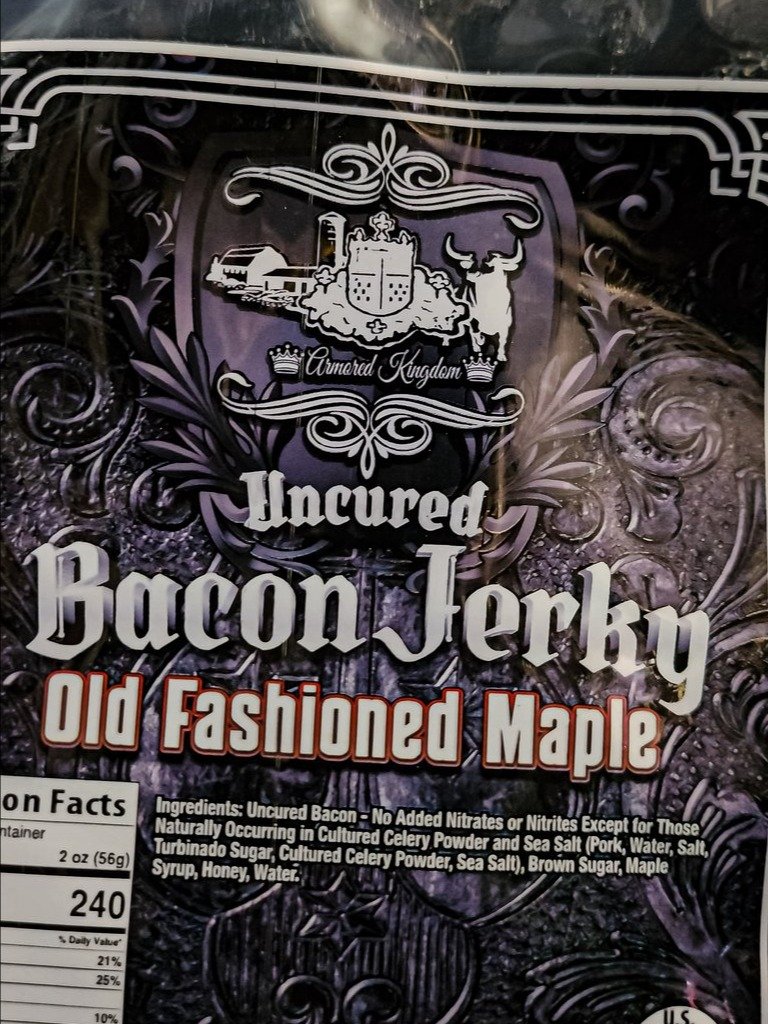 Armored Kingdom
Uncured
Bacon Jerky
Old Fashioned Maple
on Facts
ntainer
2 oz (56g)
240
% Daily Value*
21%
25%
10%
Ingredients: Uncured Bacon - No Added Nitrates or Nitrites Except for Those
Naturally Occurring in Cultured Celery Powder and Sea Salt (Pork, Water, Salt,
Turbinado Sugar, Cultured Celery Powder, Sea Salt), Brown Sugar, Maple
Syrup, Honey, Water.
U.S.